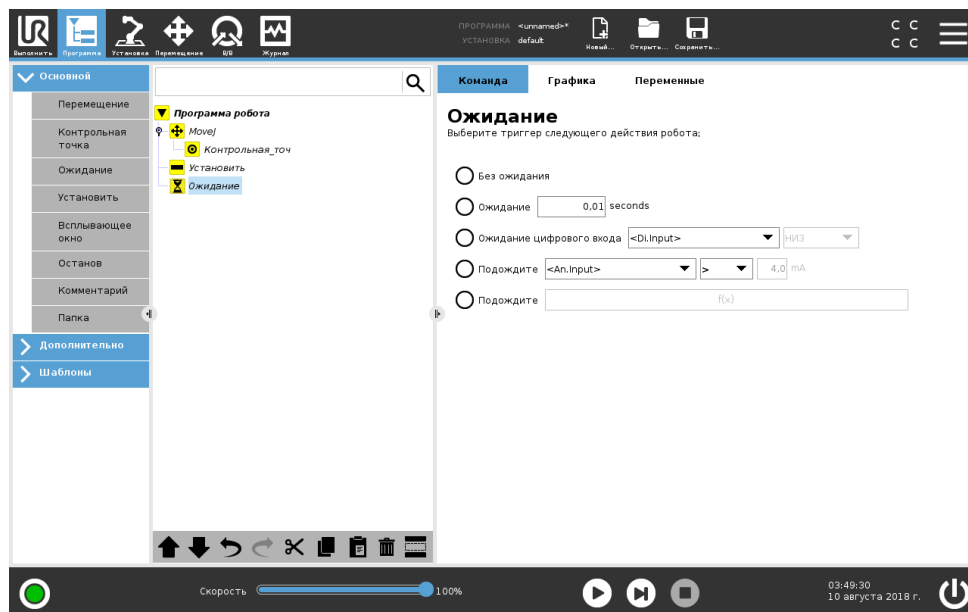 UR
Выполнить Программа Установка Перемещение В/В Журнал
ПРОГРАММА <unnamed>*
УСТАНОВКА default
Новый... Открыть... Сохранить...
C C
C C
Основной
Перемещение
Контрольная
точка
Ожидание
Установить
Всплывающее
окно
Останов
Комментарий
Папка
Дополнительно
Шаблоны
Программа робота
MoveJ
Контрольная_точ
Установить
Ожидание
Команда Графика Переменные
Ожидание
Выберите триггер следующего действия робота;
Без ожидания
Ожидание 0,01 seconds
Ожидание цифрового входа <Di.Input> НИЗ
Подождите <An.Input> > 4,0 mA
Подождите f(x)
Скорость 100%
03:49:30
10 августа 2018 г.